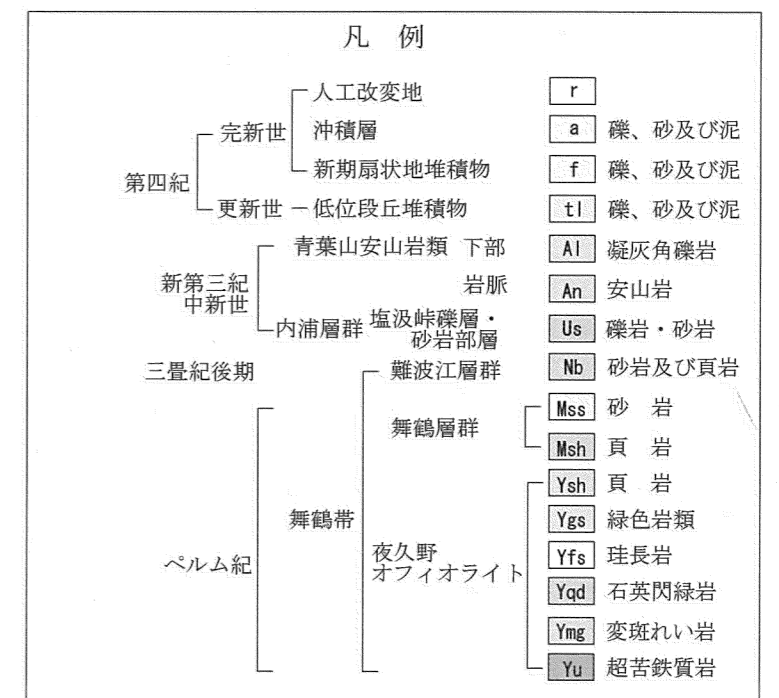 凡 例
人工改変地 r
完新世 沖積層 a 礫、砂及び泥
新期扇状地堆積物 f 礫、砂及び泥
第四紀
更新世 低位段丘堆積物 tl 礫、砂及び泥
青葉山安山岩類 下部 Al 凝灰角礫岩
新第三紀
中新世
岩脈 An 安山岩
内浦層群 塩汲峠礫層・
砂岩部層
Us 礫岩・砂岩
三畳紀後期 難波江層群 Nb 砂岩及び頁岩
舞鶴層群 Mss 砂 岩
Msh 頁 岩
Ysh 頁 岩
舞鶴帯 Ygs 緑色岩類
ペルム紀 夜久野
オフィオライト
Yfs 珪長岩
Yqd 石英閃緑岩
Ymg 変斑れい岩
Yu 超苦鉄質岩